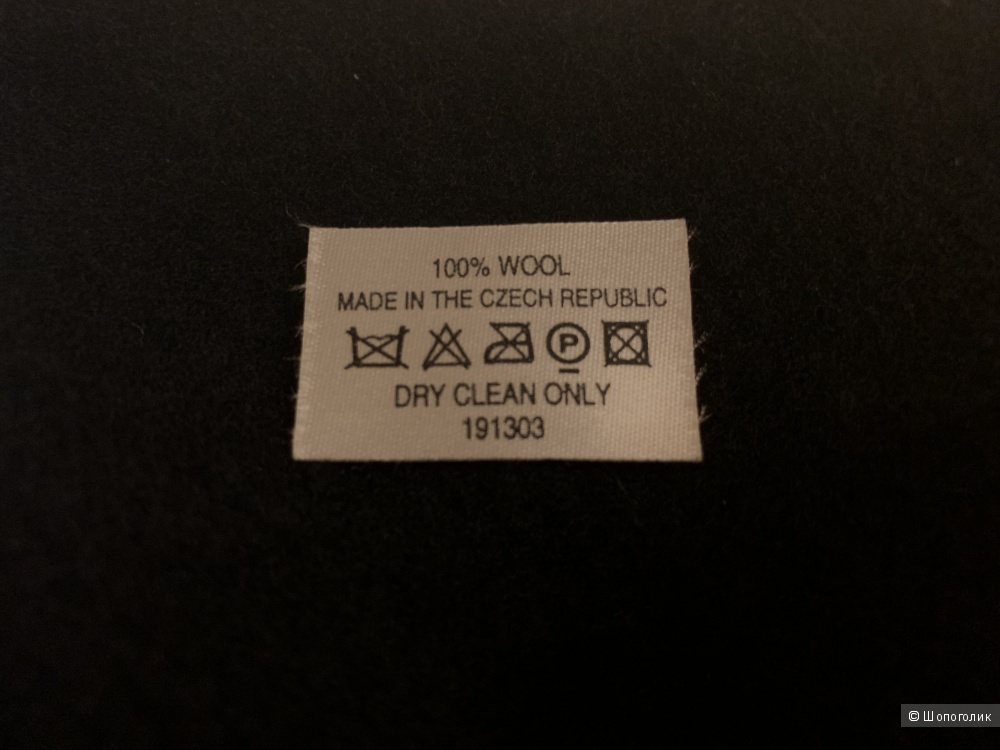 100% WOOL
MADE IN THE CZECH REPUBLIC
P
DRY CLEAN ONLY
191303
© Шопоголик